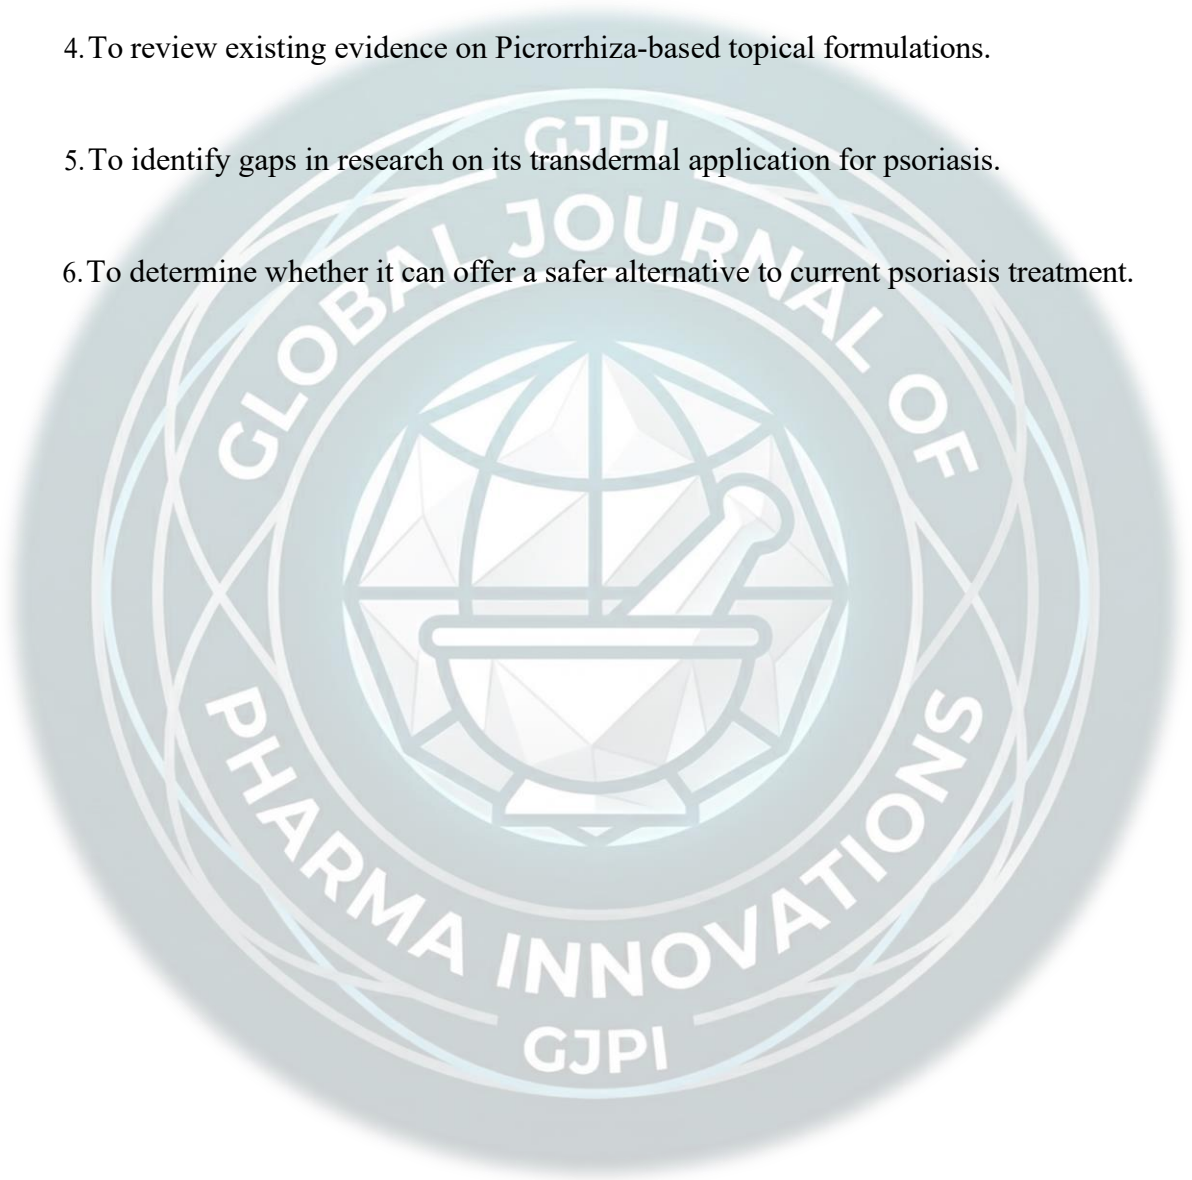 4. To review existing evidence on Picrorrhiza-based topical formulations.
GJPI
5. To identify gaps in research on its transdermal application for psoriasis.
GLOBAL JOURNAL OF
6. To determine whether it can offer a safer alternative to current psoriasis treatment.
PHARMA INNOVATIONS
GJPI